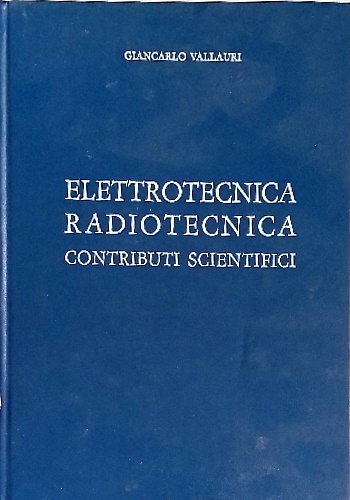 GIANCARLO VALLAURI
ELETTROTECNICA
RADIOTECNICA
CONTRIBUTI SCIENTIFICI